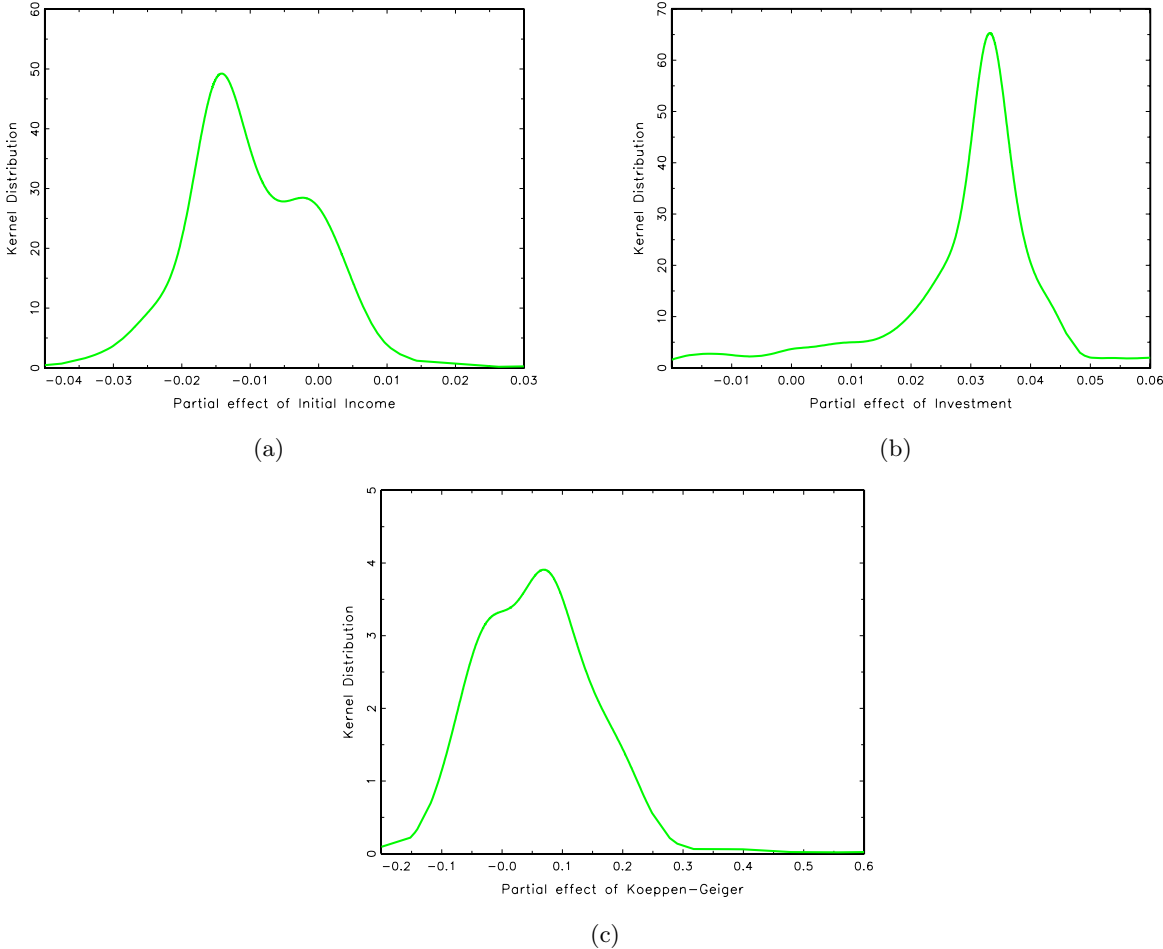 60
50
40
30
20
10
0
Kernel Distribution
−0.04 −0.03 −0.02 −0.01 0.00 0.01 0.02 0.03
Partial effect of Initial Income
(a)
70
60
50
40
30
20
10
0
Kernel Distribution
−0.01 0.00 0.01 0.02 0.03 0.04 0.05 0.06
Partial effect of Investment
(b)
5
4
3
2
1
0
Kernel Distribution
−0.2 −0.1 −0.0 0.1 0.2 0.3 0.4 0.5 0.6
Partial effect of Koeppen−Geiger
(c)